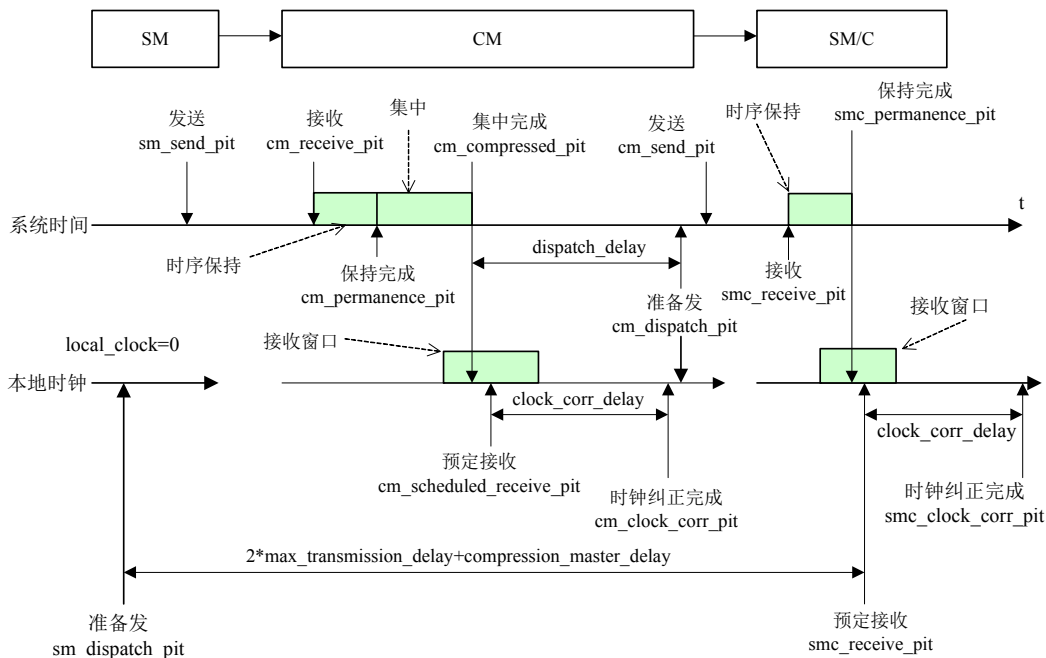 SM
CM
SM/C
发送
sm_send_pit
接收
cm_receive_pit
集中
集中完成
cm_compressed_pit
发送
cm_send_pit
时序保持
保持完成
smc_permanence_pit
系统时间
t
时序保持
保持完成
cm_permanence_pit
dispatch_delay
准备发
cm_dispatch_pit
接收
smc_receive_pit
local_clock=0
接收窗口
接收窗口
本地时钟
clock_corr_delay
clock_corr_delay
预定接收
cm_scheduled_receive_pit
时钟纠正完成
cm_clock_corr_pit
时钟纠正完成
smc_clock_corr_pit
2*max_transmission_delay+compression_master_delay
准备发
sm_dispatch_pit
预定接收
smc_receive_pit